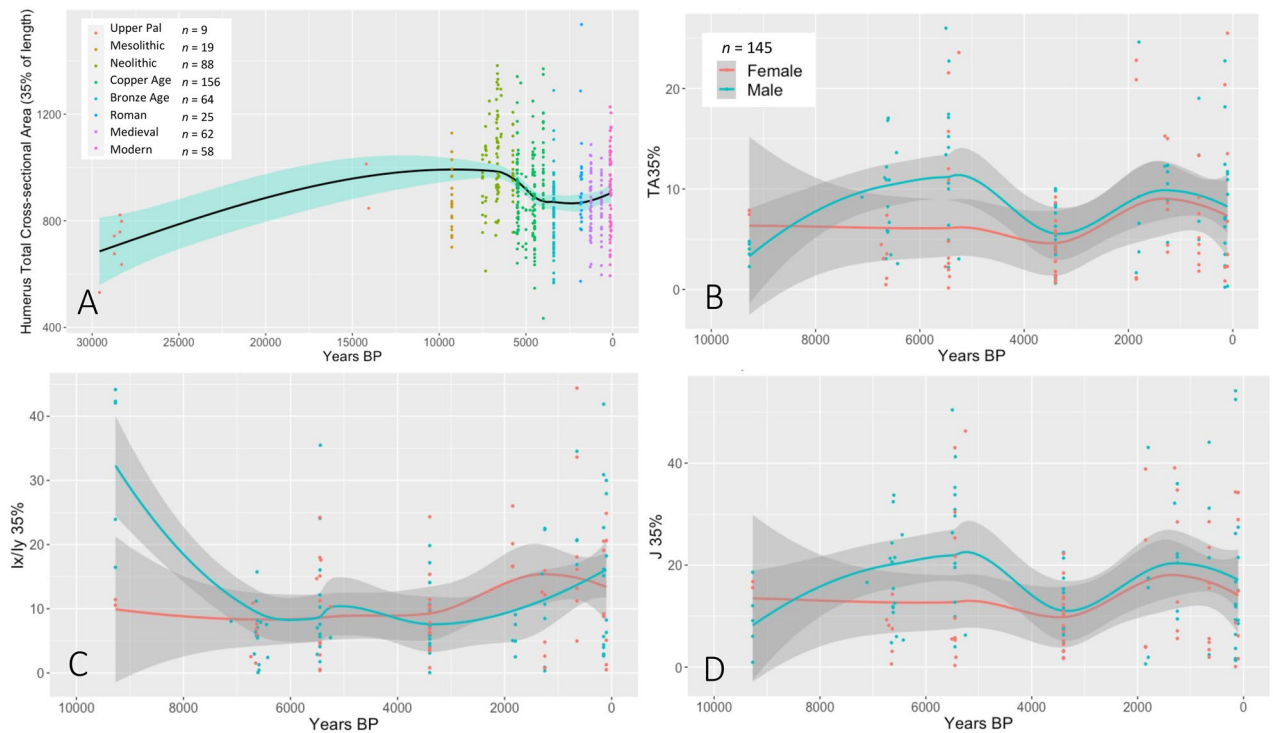 Humerus Total Cross-sectional Area (35% of length)
Upper Pal n = 9
Mesolithic n = 19
Neolithic n = 88
Copper Age n = 156
Bronze Age n = 64
Roman n = 25
Medieval n = 62
Modern n = 58
1200
800
400
A
30000 25000 20000 15000 10000 5000 0
Years BP
TA35%
n = 145
Female
Male
20
10
0
B
10000 8000 6000 4000 2000 0
Years BP
Ix/Iy 35%
40
30
20
10
0
C
10000 8000 6000 4000 2000 0
Years BP
J 35%
40
20
0
D
10000 8000 6000 4000 2000 0
Years BP